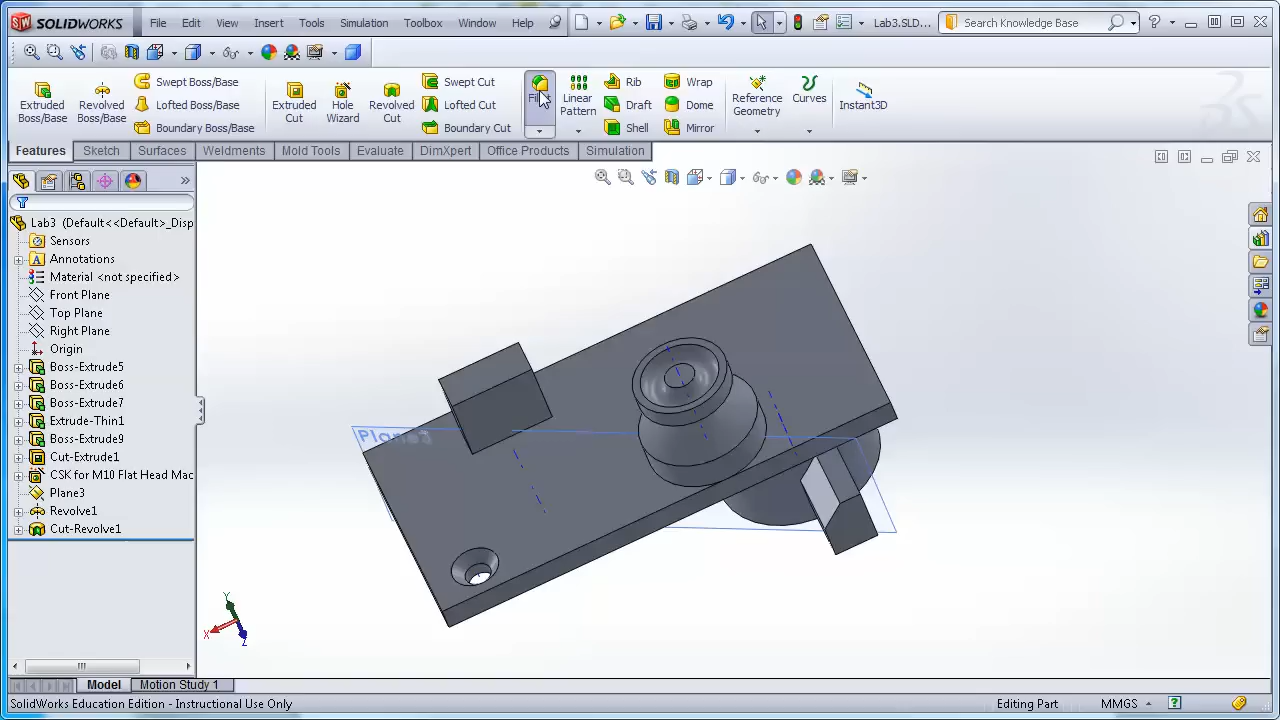 SOLIDWORKS File Edit View Insert Tools Simulation Toolbox Window Help Lab3.SLD... Search Knowledge Base
Extruded Boss/Base
Revolved Boss/Base
Swept Boss/Base
Lofted Boss/Base
Boundary Boss/Base
Extruded Cut
Hole Wizard
Revolved Cut
Swept Cut
Lofted Cut
Boundary Cut
Linear Pattern
Rib
Draft
Shell
Wrap
Dome
Mirror
Reference Geometry
Curves
Instant3D
Features Sketch Surfaces Weldments Mold Tools Evaluate DimXpert Office Products Simulation
Lab3 (Default<<Default>_Disp
Sensors
Annotations
Material <not specified>
Front Plane
Top Plane
Right Plane
Origin
Boss-Extrude5
Boss-Extrude6
Boss-Extrude7
Extrude-Thin1
Boss-Extrude9
Cut-Extrude1
CSK for M10 Flat Head Mac
Plane3
Revolve1
Cut-Revolve1
Plane3
Y
X
Z
Model Motion Study 1
SolidWorks Education Edition - Instructional Use Only Editing Part MMGS